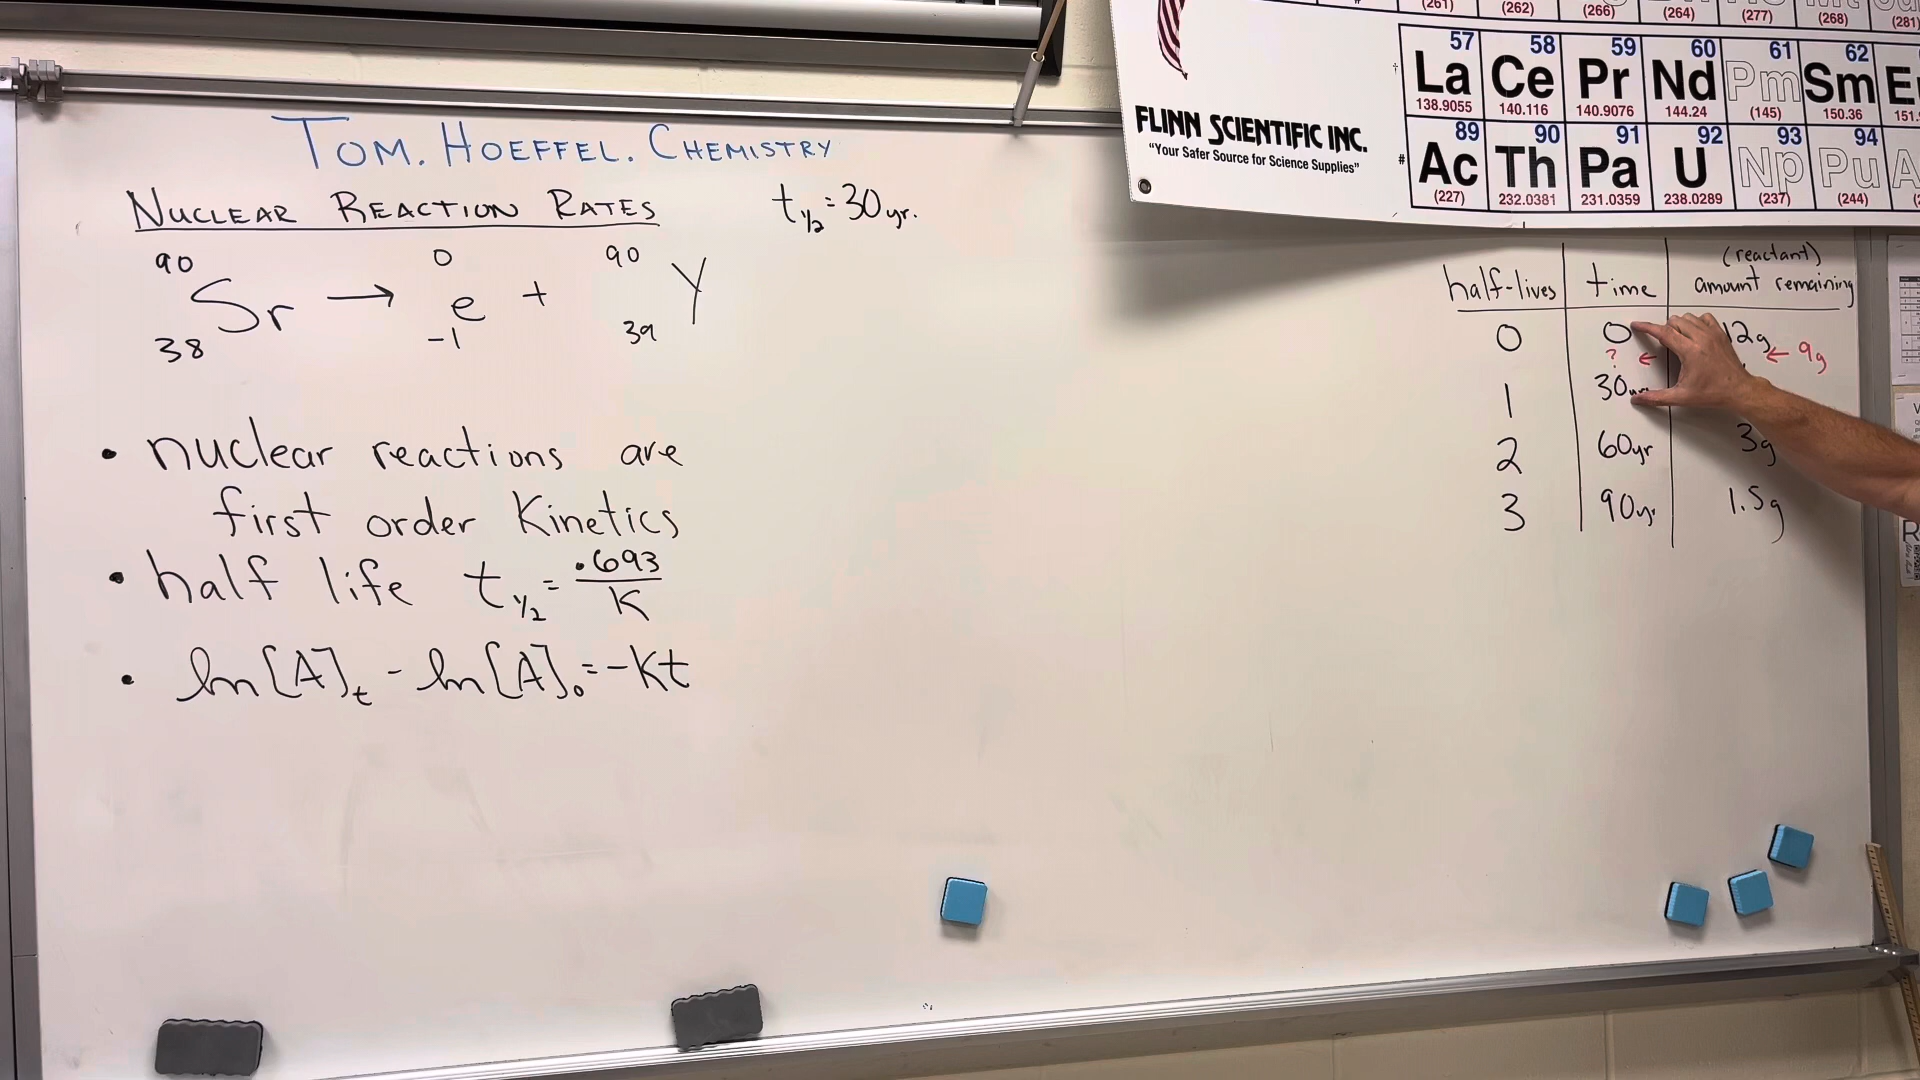 TOM. HOEFFEL. CHEMISTRY
NUCLEAR REACTION RATES
t½=30yr.
90 0 90
Sr → e + Y
38 -1 39
• nuclear reactions are
first order Kinetics
• half life t½=.693/K
• ln[A]t - ln[A]0=-Kt
(261) (262) (266) (264) (277) (268) (281)
57 58 59 60 61 62
La Ce Pr Nd Pm Sm
138.9055 140.116 140.9076 144.24 (145) 150.36
89 90 91 92 93 94
# Ac Th Pa U Np Pu
(227) 232.0381 231.0359 238.0289 (237) (244)
FLINN SCIENTIFIC INC.
"Your Safer Source for Science Supplies"
(reactant)
half-lives time amount remaining
0 0 12g
? ← ← 9g
1 30yr
2 60yr 3g
3 90yr 1.5g